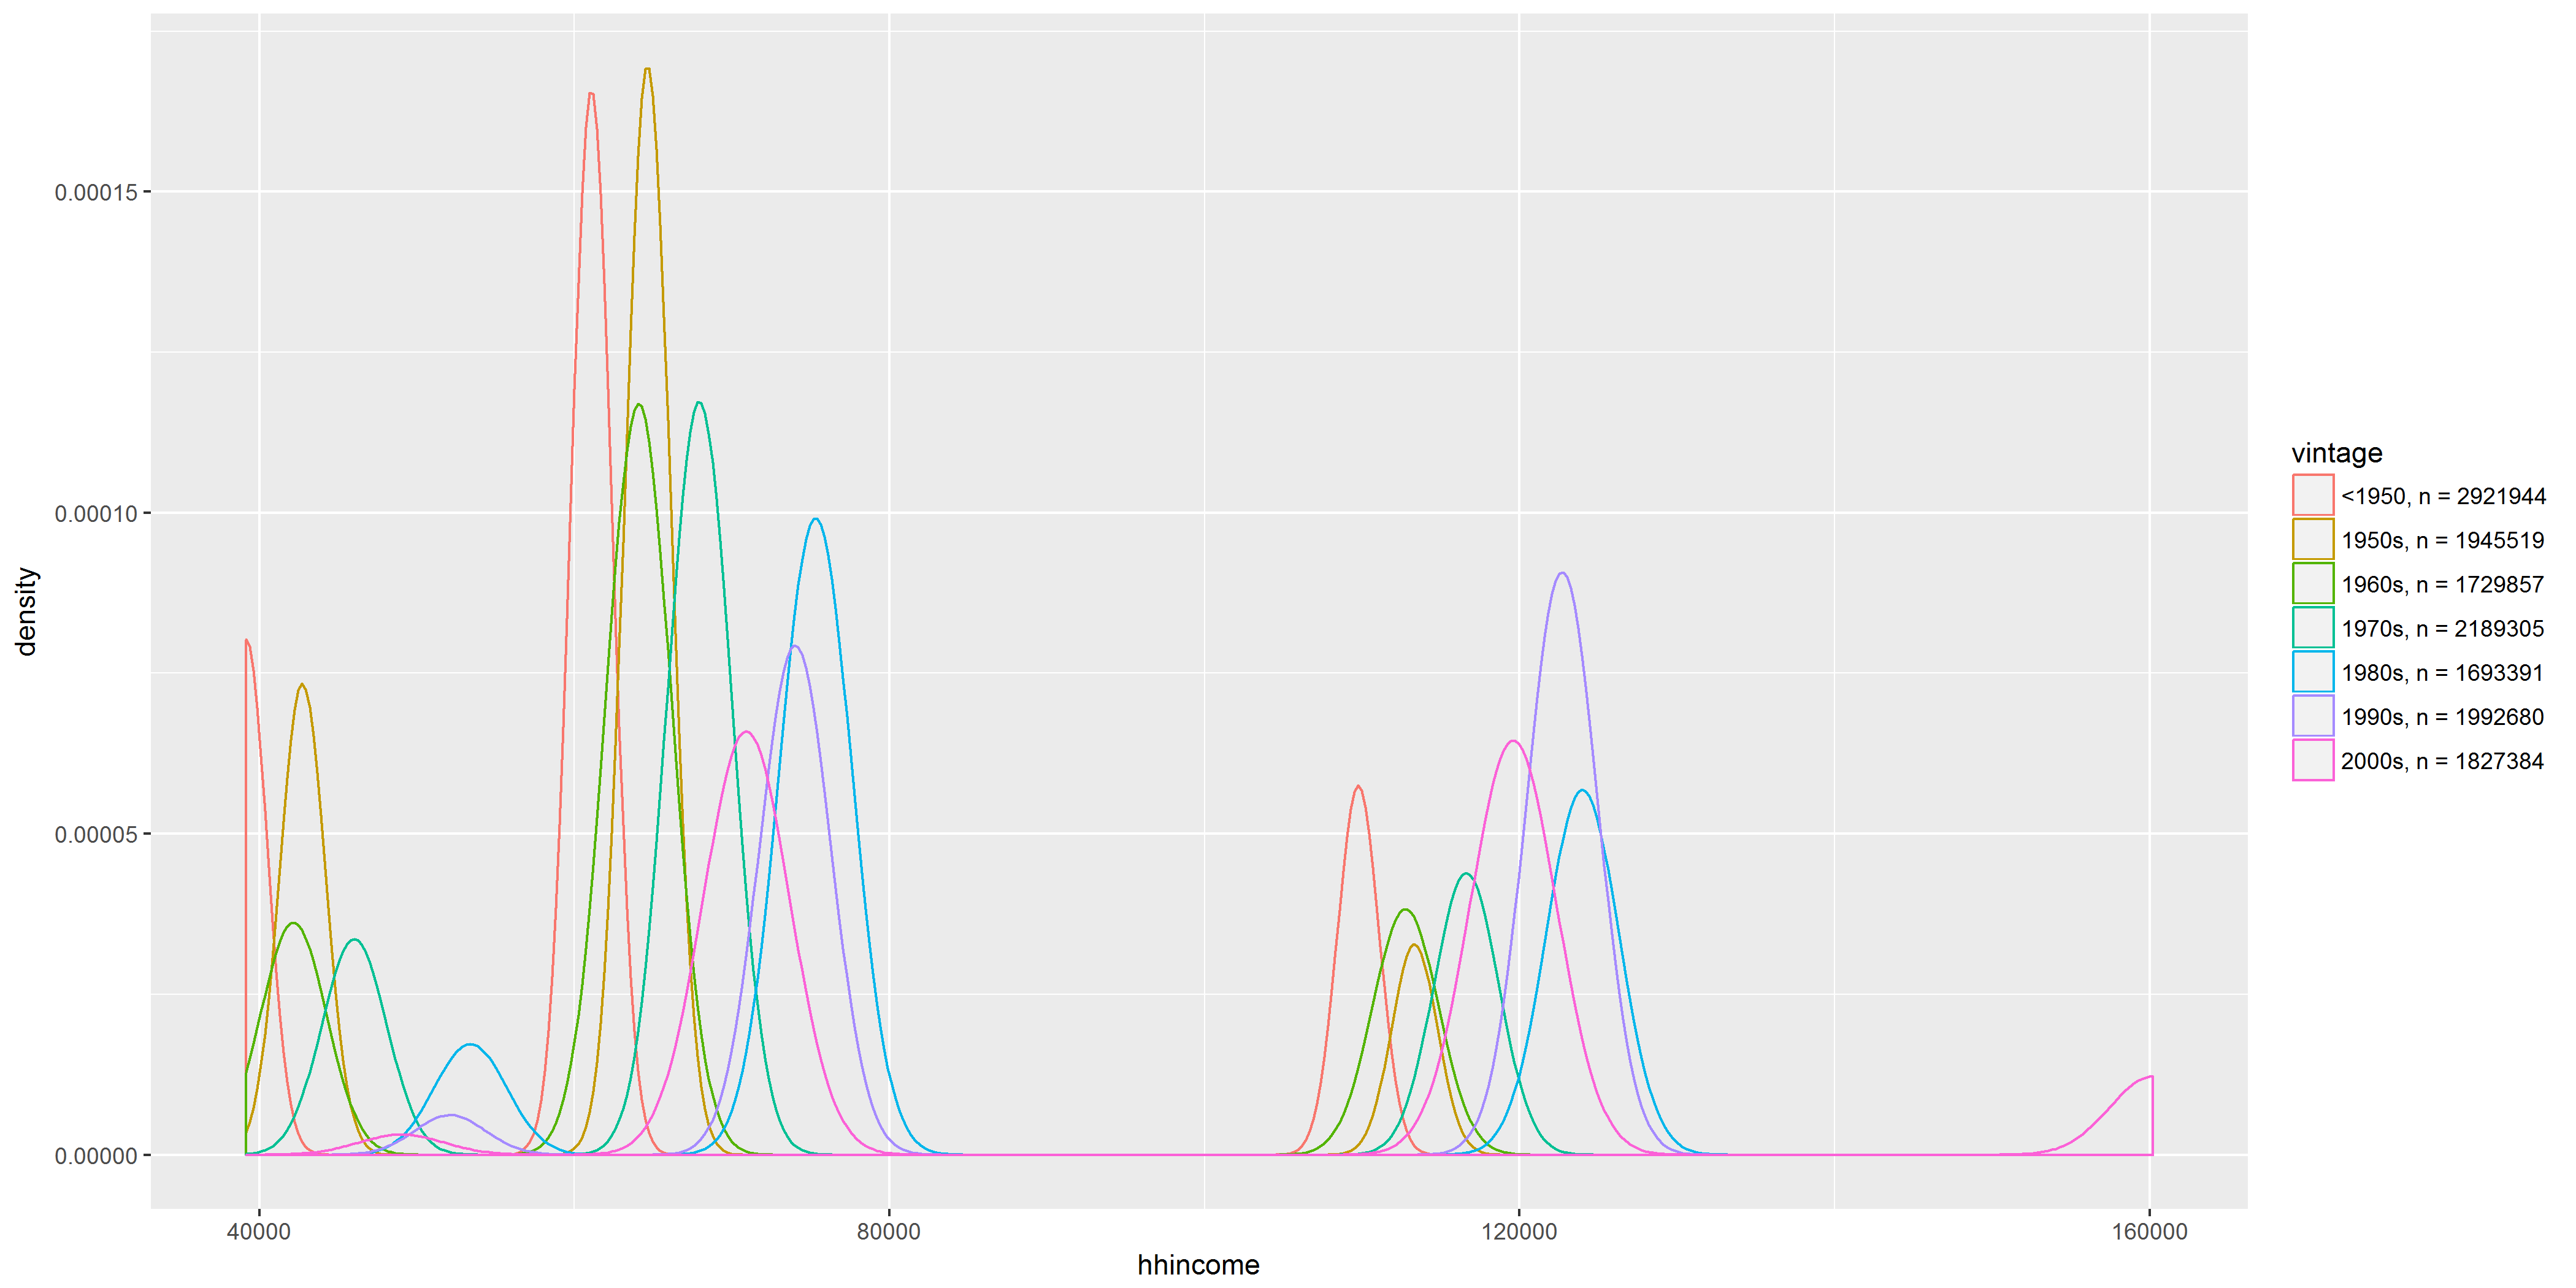 0.00015
0.00010
0.00005
0.00000
density
40000
80000
120000
160000
hhincome
vintage
<1950, n = 2921944
1950s, n = 1945519
1960s, n = 1729857
1970s, n = 2189305
1980s, n = 1693391
1990s, n = 1992680
2000s, n = 1827384